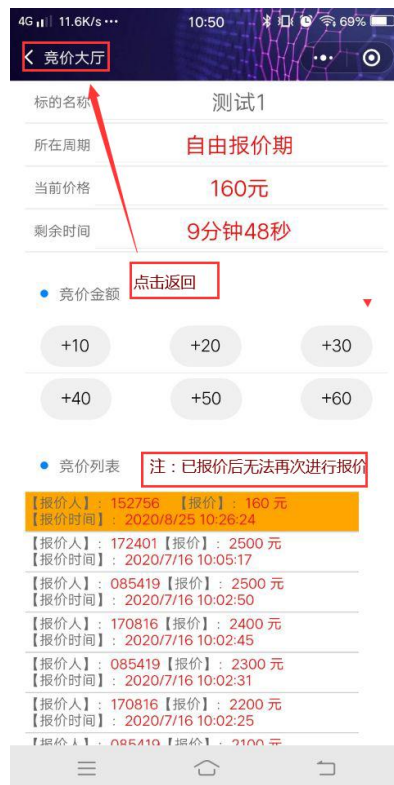 4G 11.6K/s ··· 10:50 69%
竞价大厅
标的名称 测试1
所在周期 自由报价期
当前价格 160元
剩余时间 9分钟48秒
点击返回
竞价金额
+10 +20 +30
+40 +50 +60
竞价列表 注：已报价后无法再次进行报价
【报价人】: 152756 【报价】: 160 元
【报价时间】: 2020/8/25 10:26:24
【报价人】: 172401【报价】: 2500 元
【报价时间】: 2020/7/16 10:05:17
【报价人】: 085419【报价】: 2500 元
【报价时间】: 2020/7/16 10:02:50
【报价人】: 170816【报价】: 2400 元
【报价时间】: 2020/7/16 10:02:45
【报价人】: 085419【报价】: 2300 元
【报价时间】: 2020/7/16 10:02:31
【报价人】: 170816【报价】: 2200 元
【报价时间】: 2020/7/16 10:02:25
【报价人】: 085419【报价】: 2100 元